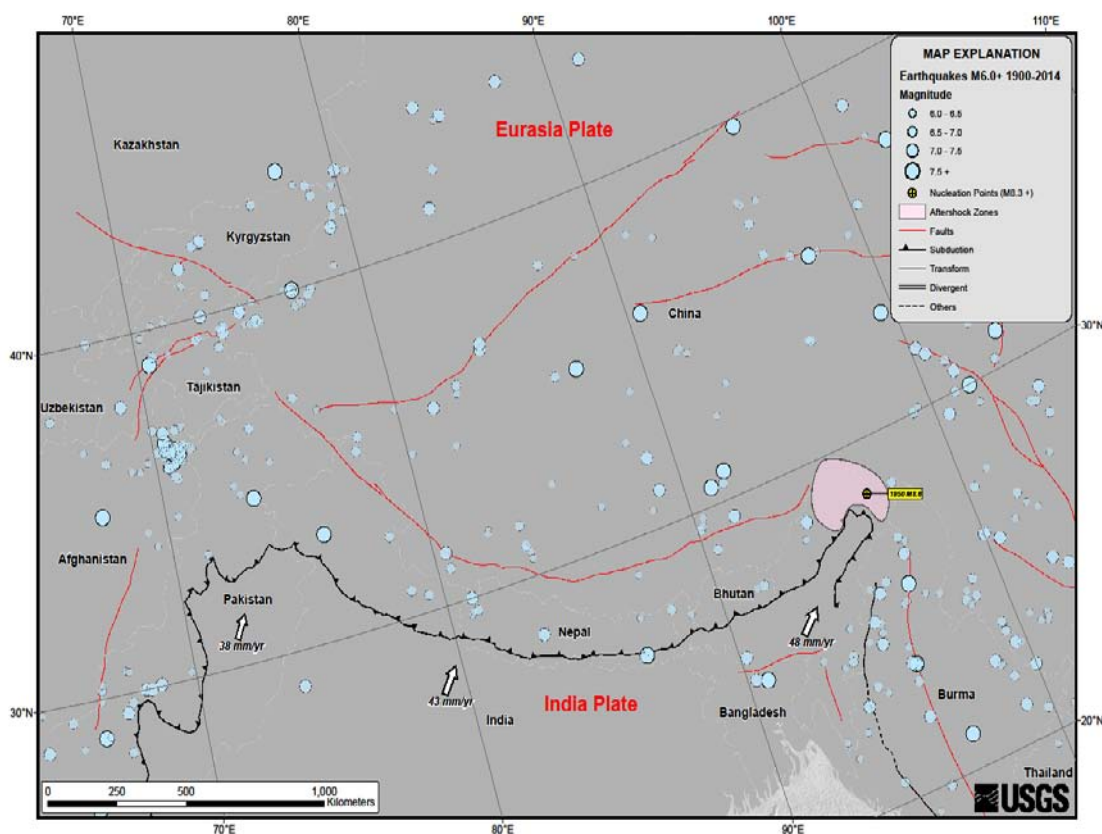 70°E
80°E
90°E
100°E
110°E
MAP EXPLANATION
Earthquakes M6.0+ 1900-2014
Magnitude
6.0 - 6.5
6.5 - 7.0
7.0 - 7.5
7.5 +
Nucleation Points (M8.3 +)
Aftershock Zones
Faults
Subduction
Transform
Divergent
Others
Eurasia Plate
Kazakhstan
Kyrgyzstan
China
30°N
40°N
Tajikistan
Uzbekistan
1950 M8.6
Afghanistan
Pakistan
38 mm/yr
Bhutan
Nepal
48 mm/yr
43 mm/yr
India
India Plate
Bangladesh
Burma
30°N
20°N
Thailand
0
250
500
1,000
Kilometers
USGS
70°E
80°E
90°E